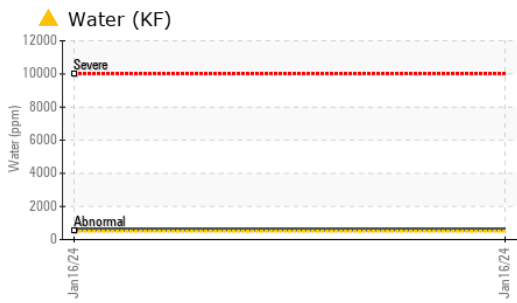 Water (KF)
12000
10000
8000
6000
4000
2000
0
Water (ppm)
Severe
Abnormal
Jan16/24
Jan16/24